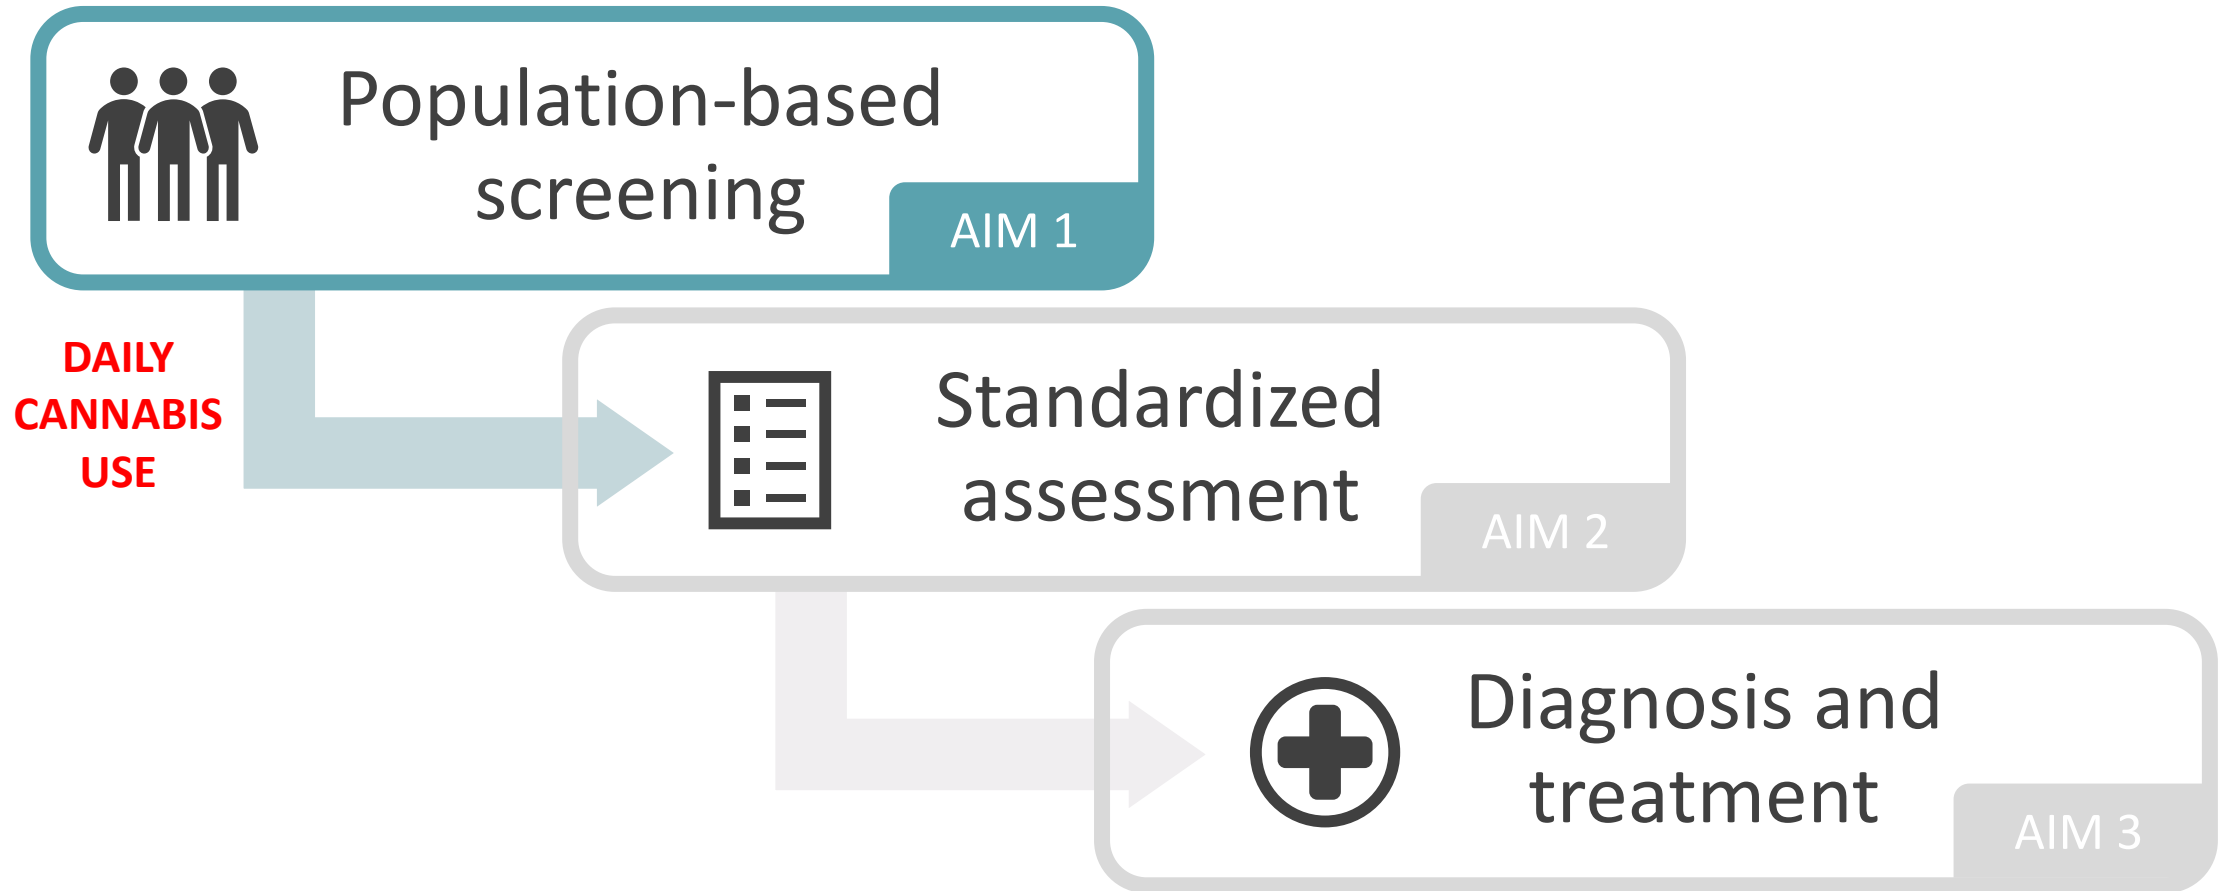 Population-based
screening
AIM 1
DAILY
CANNABIS
USE
Standardized
assessment
AIM 2
Diagnosis and
treatment
AIM 3